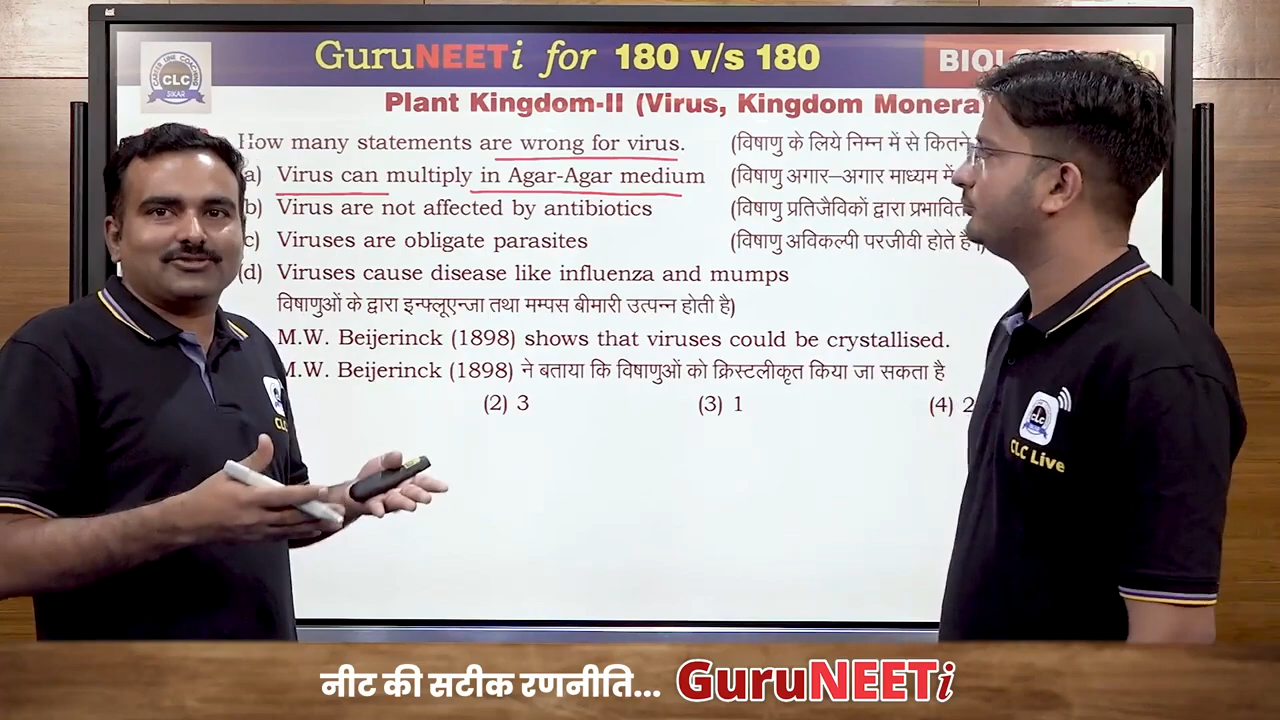 GuruNEETi for 180 v/s 180
CLC
SIKAR
Plant Kingdom-II (Virus, Kingdom Monera)
How many statements are wrong for virus. (विषाणु के लिये निम्न में से कितने
a) Virus can multiply in Agar-Agar medium (विषाणु अगार–अगार माध्यम में
b) Virus are not affected by antibiotics (विषाणु प्रतिजैविकों द्वारा प्रभावित
c) Viruses are obligate parasites (विषाणु अविकल्पी परजीवी होते है
(d) Viruses cause disease like influenza and mumps
विषाणुओं के द्वारा इन्फ्लूएन्जा तथा मम्पस बीमारी उत्पन्न होती है)
M.W. Beijerinck (1898) shows that viruses could be crystallised.
M.W. Beijerinck (1898) ने बताया कि विषाणुओं को क्रिस्टलीकृत किया जा सकता है
(2) 3 (3) 1 (4) 2
CLC Live
नीट की सटीक रणनीति... GuruNEETi